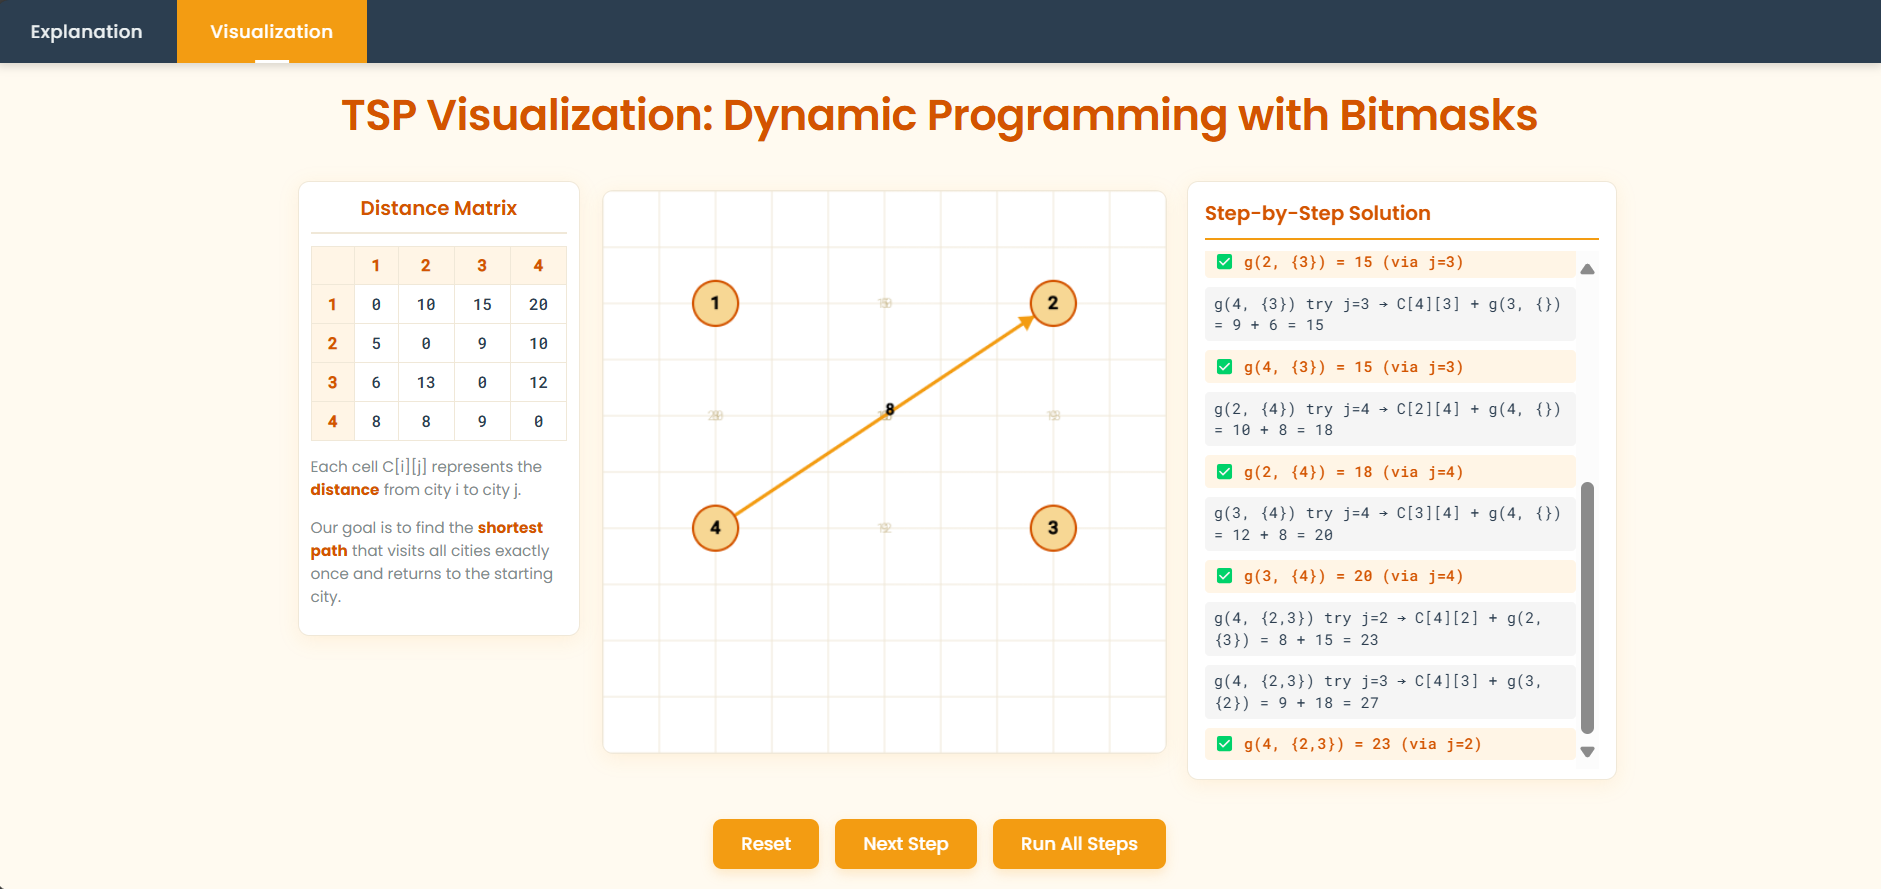 Explanation
Visualization
TSP Visualization: Dynamic Programming with Bitmasks
Distance Matrix
1 2 3 4
1 0 10 15 20
2 5 0 9 10
3 6 13 0 12
4 8 8 9 0
Each cell C[i][j] represents the
distance from city i to city j.
Our goal is to find the shortest
path that visits all cities exactly
once and returns to the starting
city.
1
2
8
4
3
Step-by-Step Solution
✅ g(2, {3}) = 15 (via j=3)
g(4, {3}) try j=3 → C[4][3] + g(3, {})
= 9 + 6 = 15
✅ g(4, {3}) = 15 (via j=3)
g(2, {4}) try j=4 → C[2][4] + g(4, {})
= 10 + 8 = 18
✅ g(2, {4}) = 18 (via j=4)
g(3, {4}) try j=4 → C[3][4] + g(4, {})
= 12 + 8 = 20
✅ g(3, {4}) = 20 (via j=4)
g(4, {2,3}) try j=2 → C[4][2] + g(2,
{3}) = 8 + 15 = 23
g(4, {2,3}) try j=3 → C[4][3] + g(3,
{2}) = 9 + 18 = 27
✅ g(4, {2,3}) = 23 (via j=2)
Reset
Next Step
Run All Steps